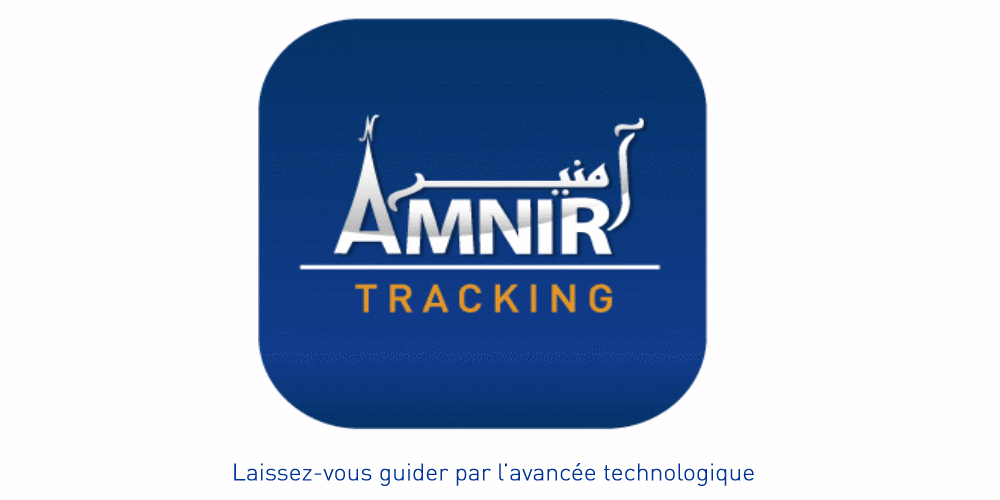 N
آمنير
AMNIR
TRACKING
Laissez-vous guider par l'avancée technologique